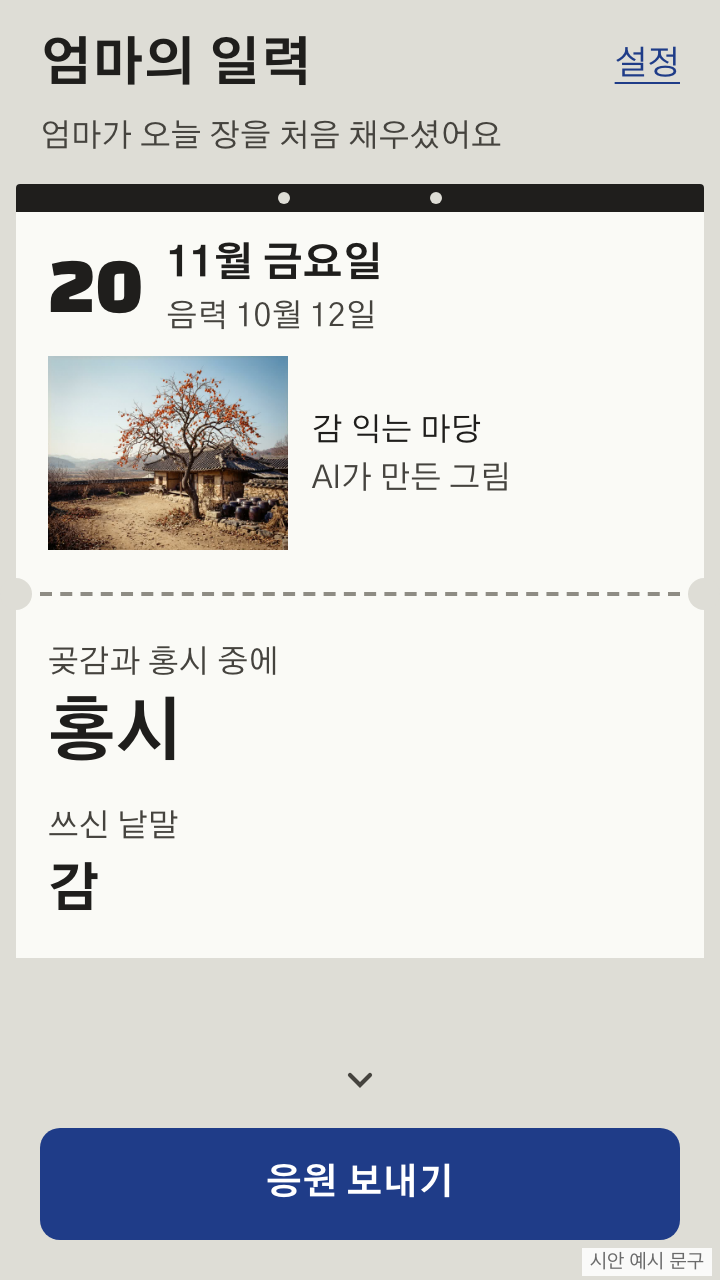 엄마의 일력
설정
엄마가 오늘 장을 처음 채우셨어요
20
11월 금요일
음력 10월 12일
감 익는 마당
AI가 만든 그림
곶감과 홍시 중에
홍시
쓰신 낱말
감
응원 보내기
시안 예시 문구